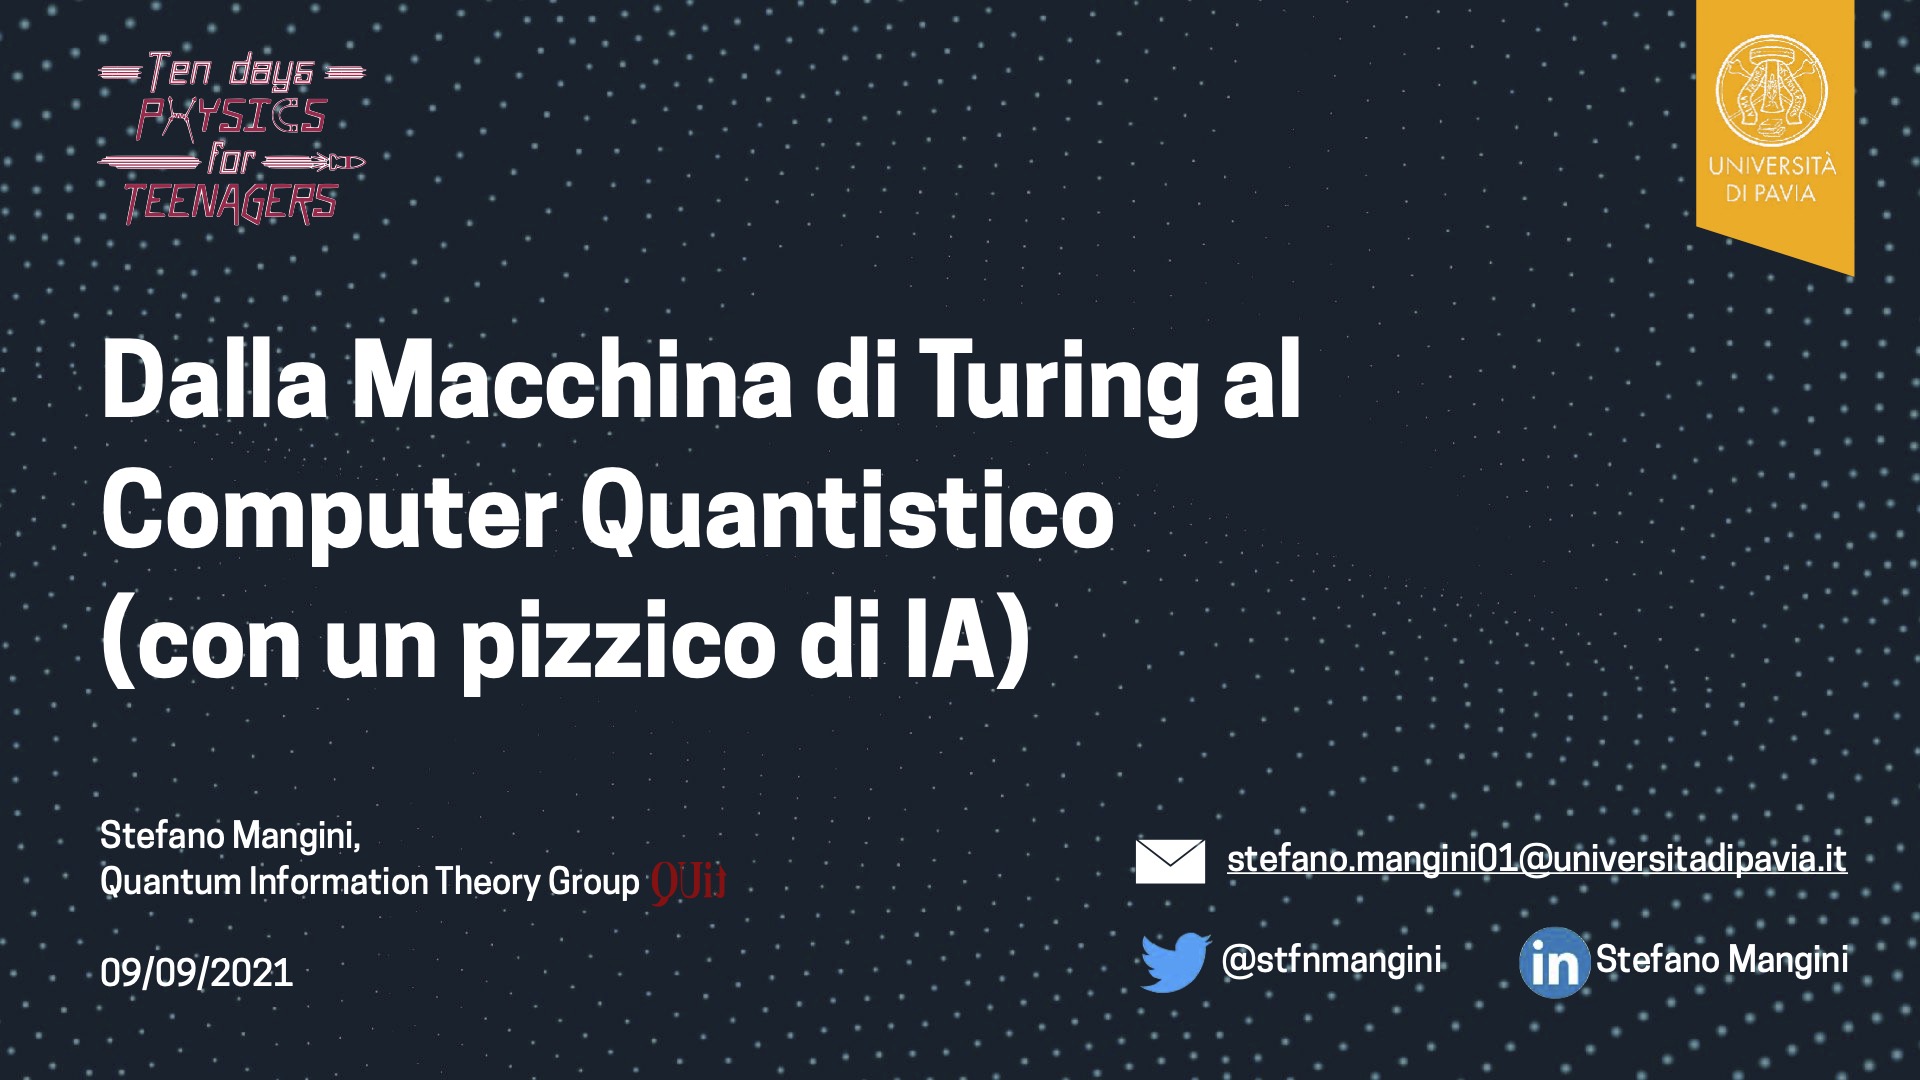 Ten days
PHYSICS
for
TEENAGERS
UNIVERSITÀ
DI PAVIA
Dalla Macchina di Turing al
Computer Quantistico
(con un pizzico di IA)
Stefano Mangini,
Quantum Information Theory Group QUit
09/09/2021
stefano.mangini01@universitadipavia.it
@stfnmangini
in Stefano Mangini